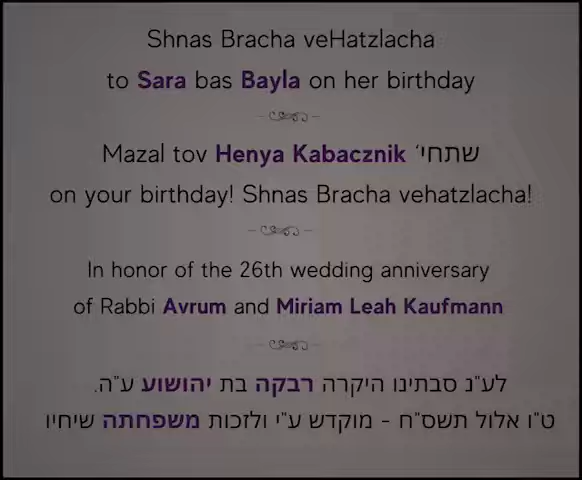 Shnas Bracha veHatzlacha
to Sara bas Bayla on her birthday
Mazal tov Henya Kabacznik שתחי'
on your birthday! Shnas Bracha vehatzlacha!
In honor of the 26th wedding anniversary
of Rabbi Avrum and Miriam Leah Kaufmann
לע"נ סבתינו היקרה רבקה בת יהושוע ע"ה.
ט"ו אלול תשס"ח - מוקדש ע"י ולזכות משפחתה שיחיו